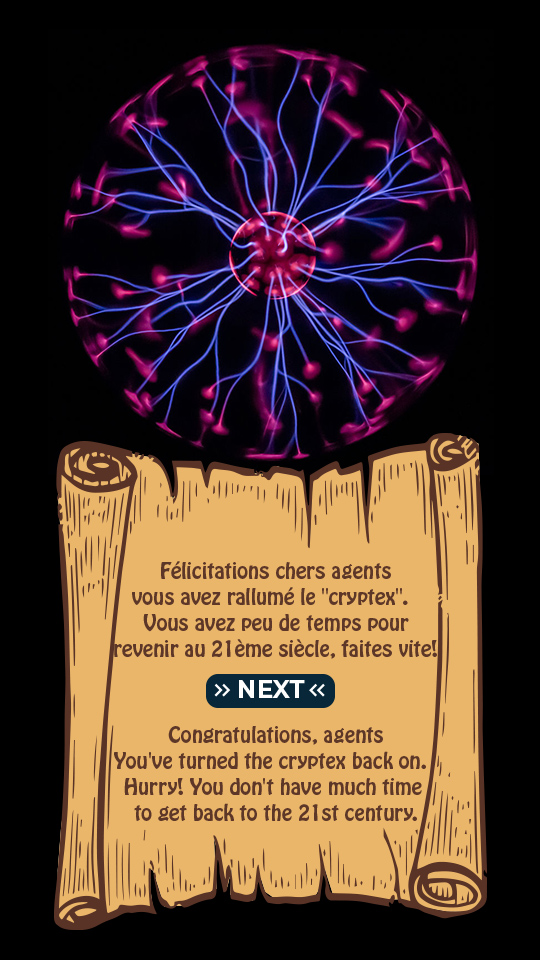 Félicitations chers agents
vous avez rallumé le "cryptex".
Vous avez peu de temps pour
revenir au 21ème siècle, faites vite!
>> NEXT <<
Congratulations, agents
You've turned the cryptex back on.
Hurry! You don't have much time
to get back to the 21st century.